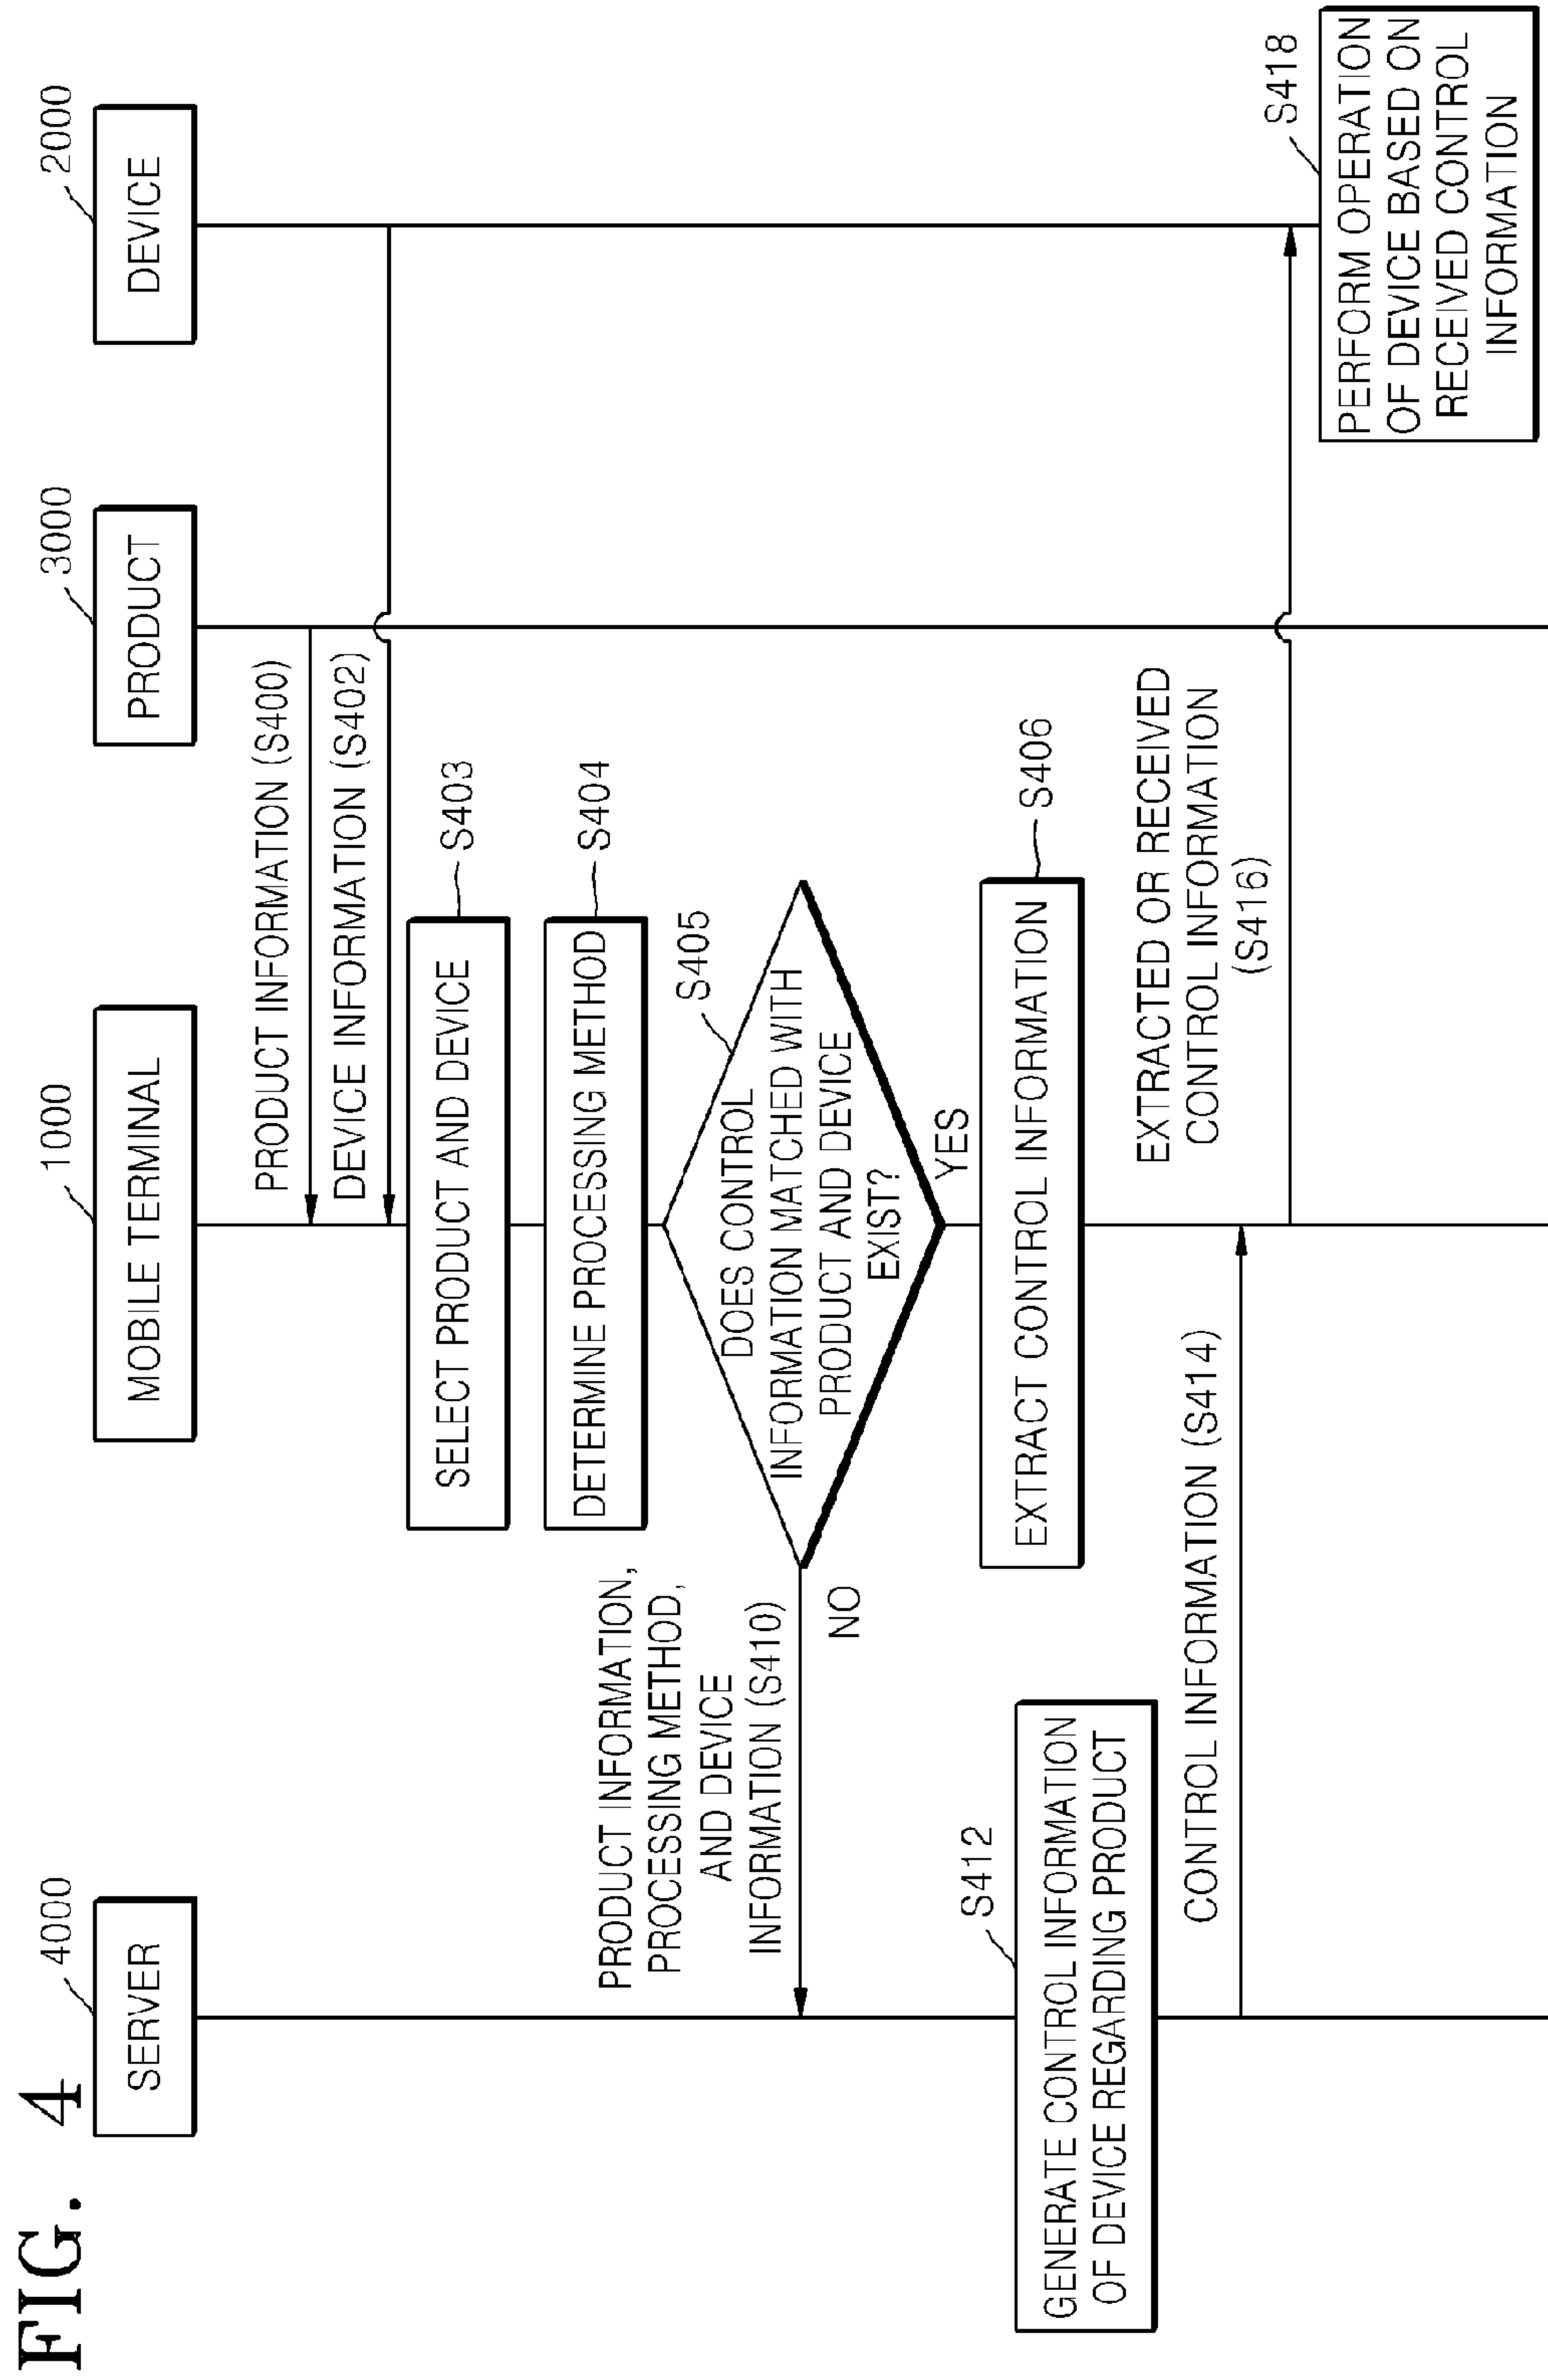 FIG. 4
4000
SERVER
1000
MOBILE TERMINAL
3000
PRODUCT
2000
DEVICE
PRODUCT INFORMATION (S400)
DEVICE INFORMATION (S402)
S403
SELECT PRODUCT AND DEVICE
S404
DETERMINE PROCESSING METHOD
S405
DOES CONTROL
INFORMATION MATCHED WITH
PRODUCT AND DEVICE
EXIST?
PRODUCT INFORMATION,
PROCESSING METHOD,
AND DEVICE
INFORMATION (S410)
NO
YES
S406
EXTRACT CONTROL INFORMATION
S412
GENERATE CONTROL INFORMATION
OF DEVICE REGARDING PRODUCT
CONTROL INFORMATION (S414)
EXTRACTED OR RECEIVED
CONTROL INFORMATION
(S416)
S418
PERFORM OPERATION
OF DEVICE BASED ON
RECEIVED CONTROL
INFORMATION